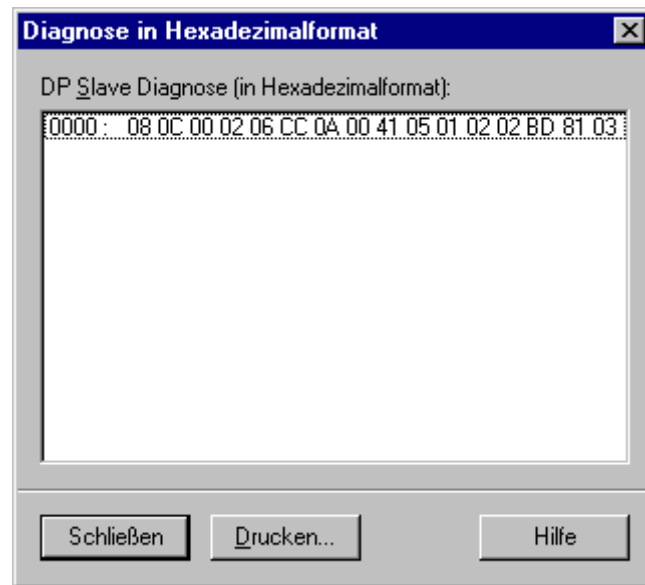 Diagnose in Hexadezimalformat
DP Slave Diagnose (in Hexadezimalformat):
0000 : 08 0C 00 02 06 CC 0A 00 41 05 01 02 02 BD 81 03
Schließen
Drucken...
Hilfe